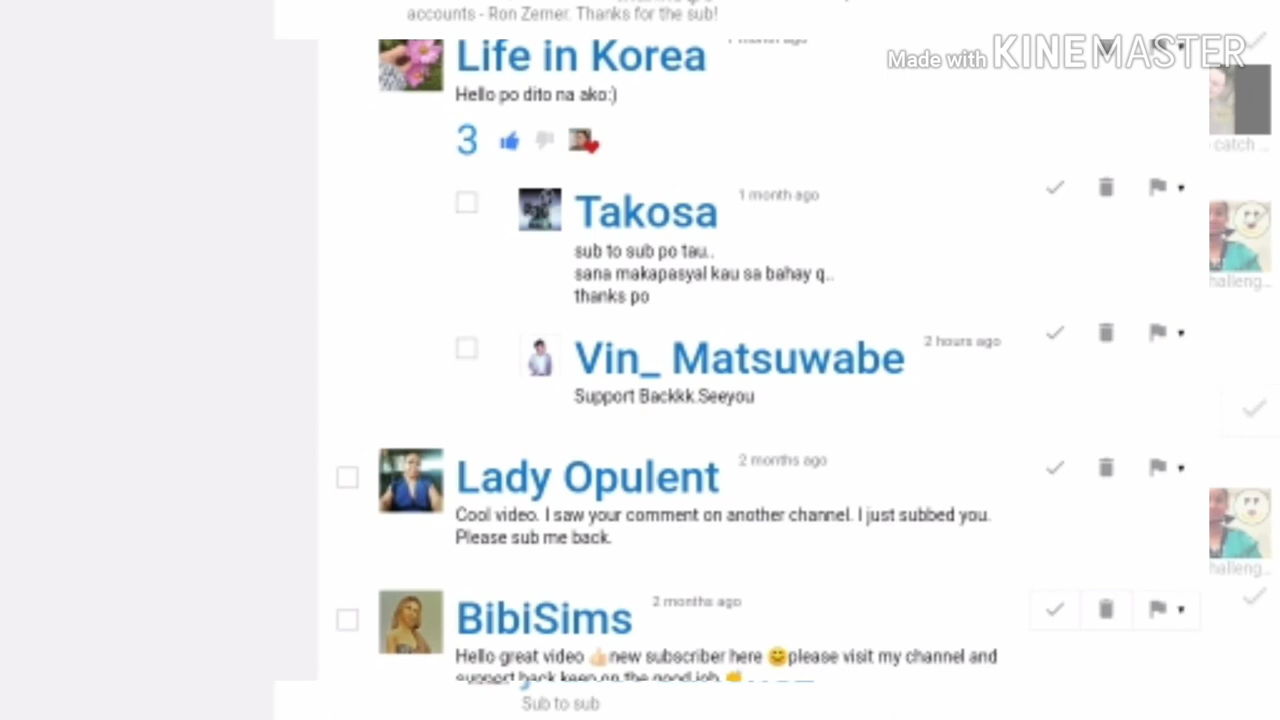 accounts - Ron Zerner. Thanks for the sub!
Life in Korea 1 month ago
Made with KINEMASTER
Hello po dito na ako:)
3
catch ...
Takosa 1 month ago
sub to sub po tau..
sana makapasyal kau sa bahay q..
thanks po
halleng...
Vin_ Matsuwabe 2 hours ago
Support Backkk.Seeyou
Lady Opulent 2 months ago
Cool video. I saw your comment on another channel. I just subbed you.
Please sub me back.
halleng...
BibiSims 2 months ago
Hello great video 👍new subscriber here 😊please visit my channel and
support back keep on the good job
Sub to sub